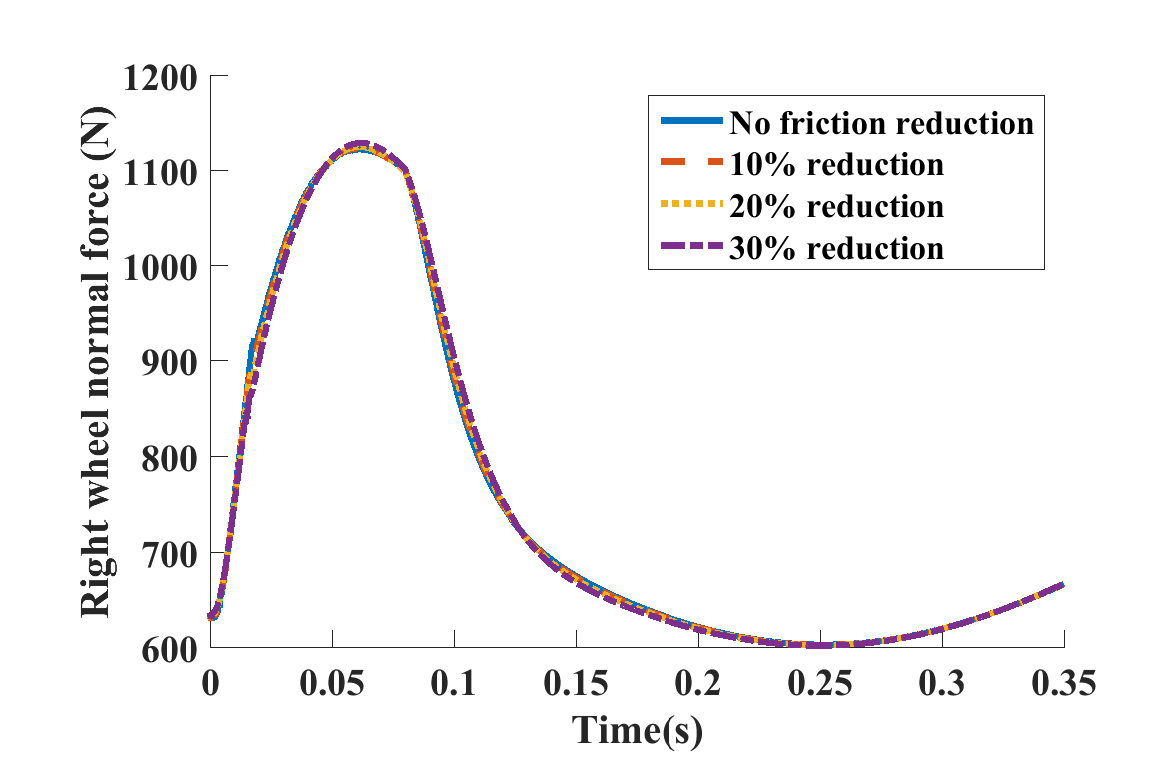 Right wheel normal force (N)
1200
1100
1000
900
800
700
600
No friction reduction
10% reduction
20% reduction
30% reduction
0 0.05 0.1 0.15 0.2 0.25 0.3 0.35
Time(s)